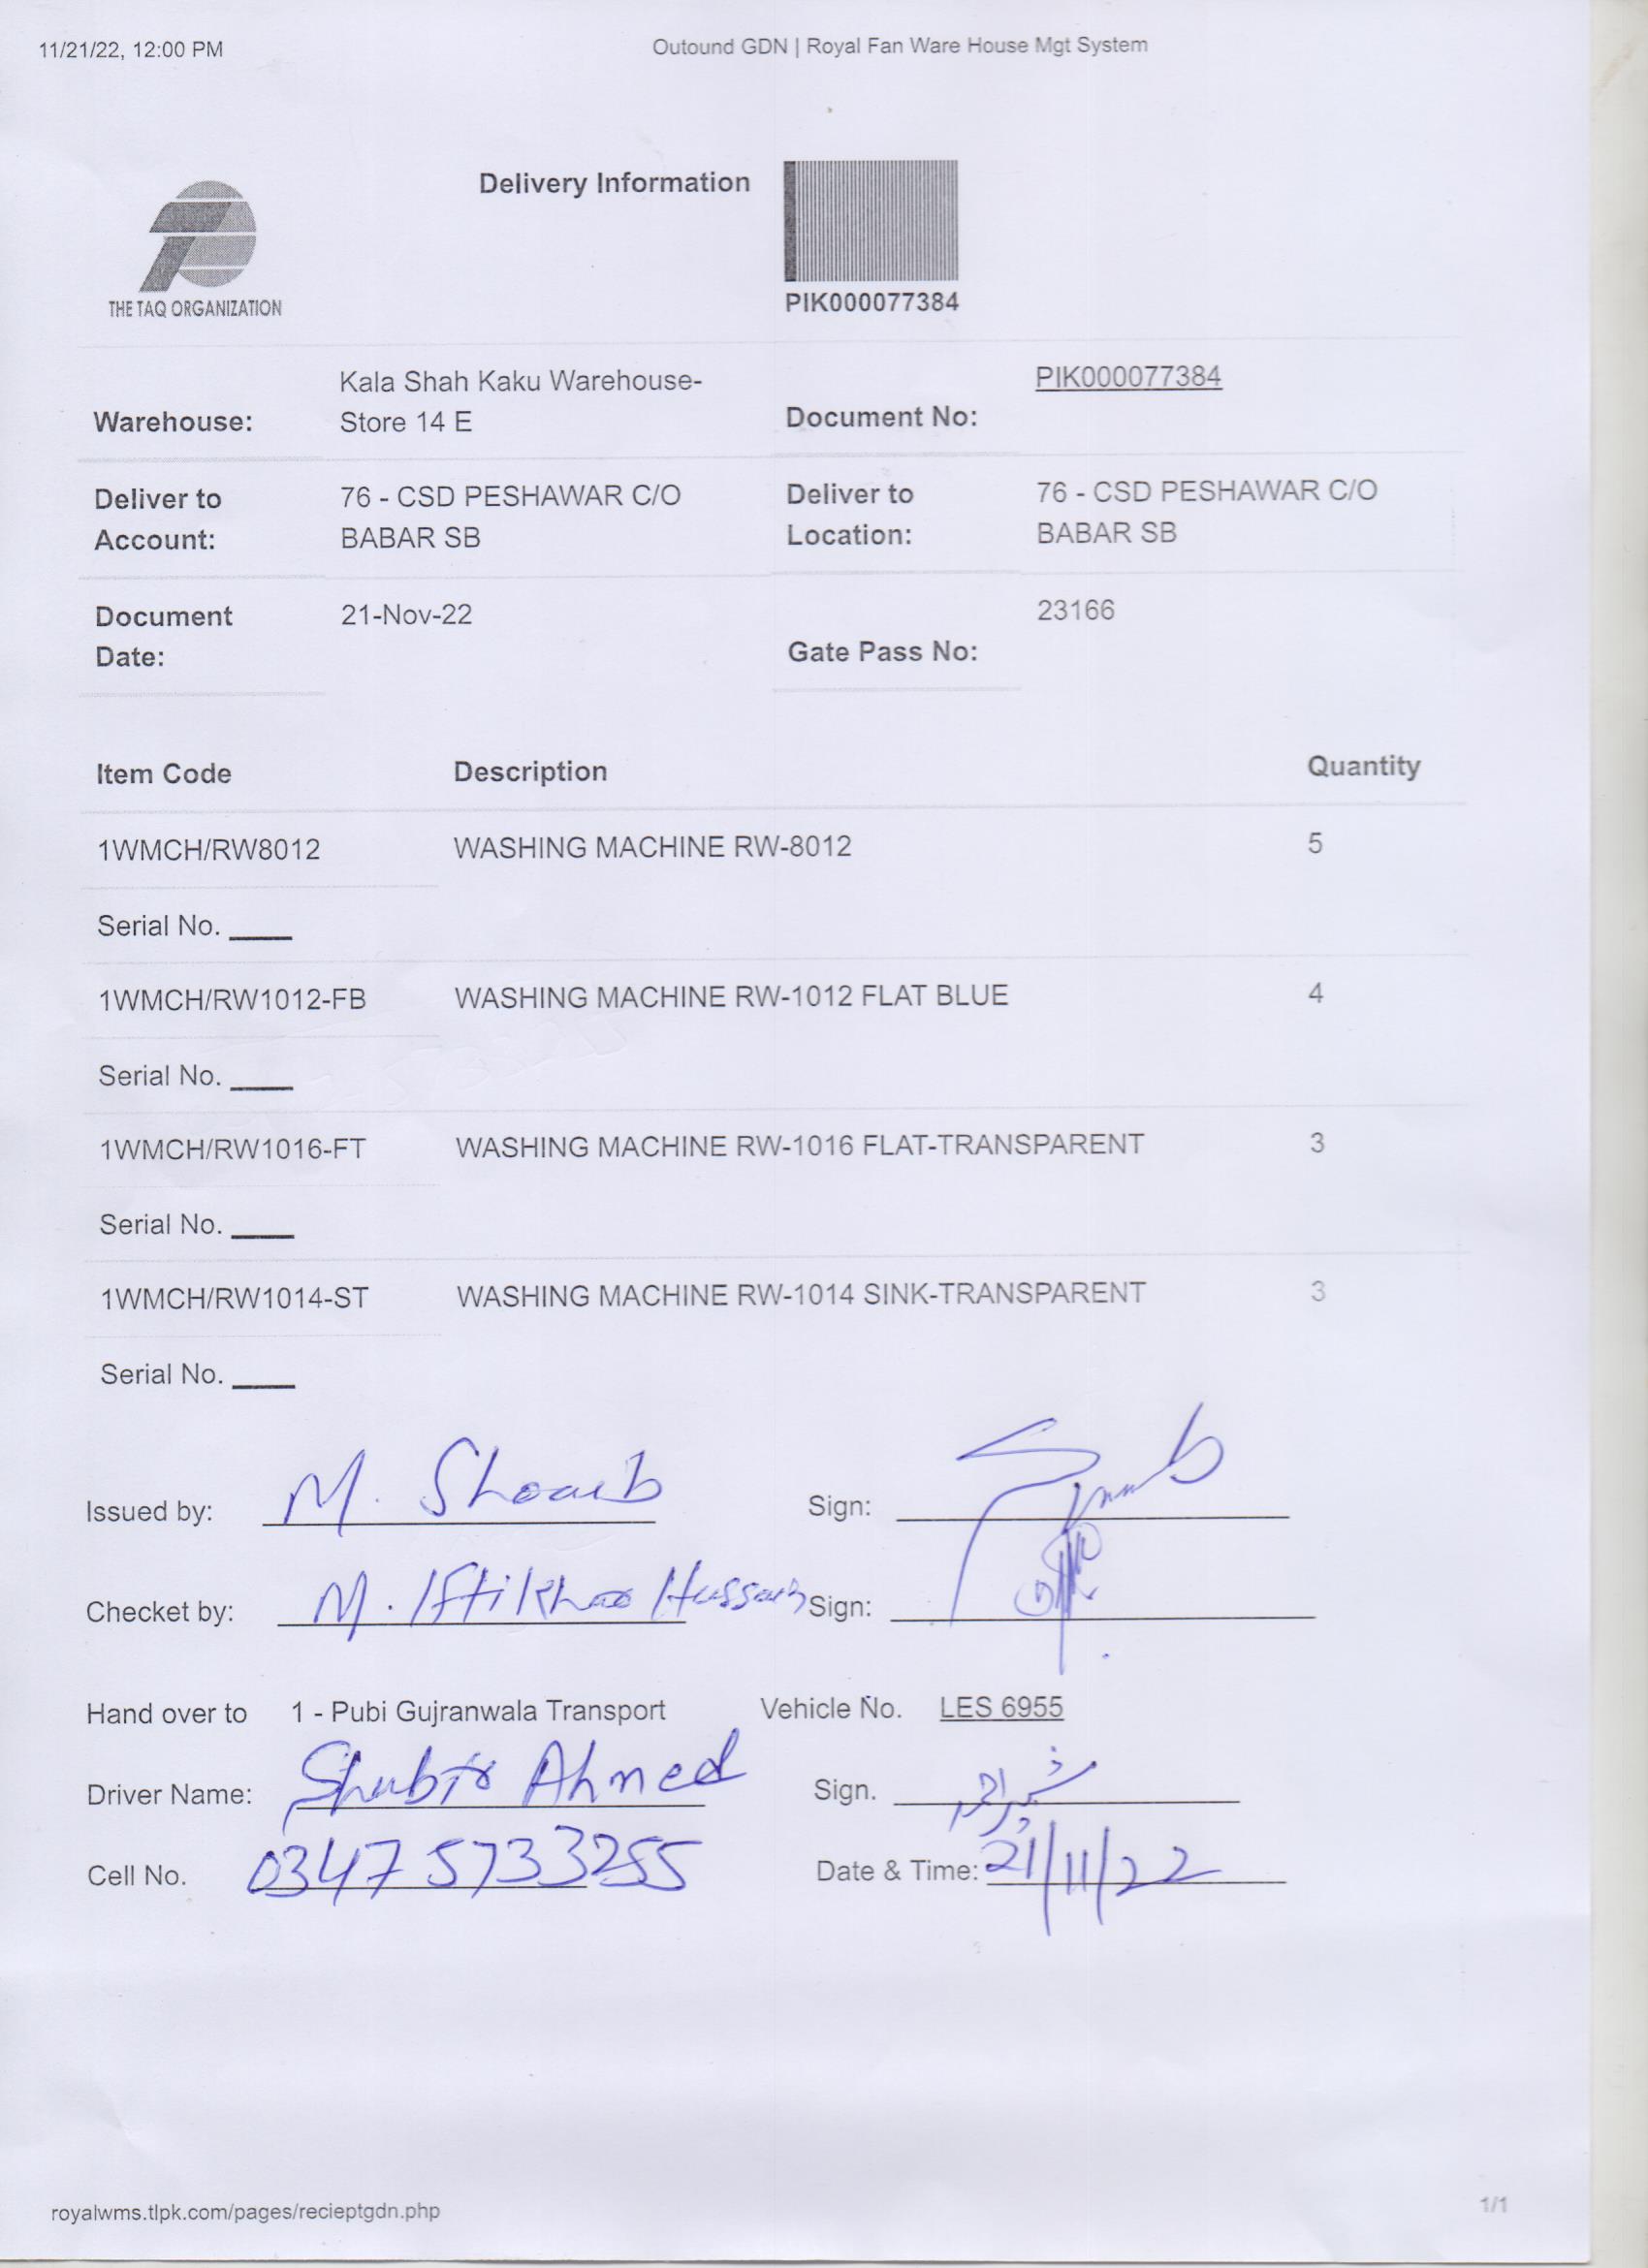 11/21/22, 12:00 PM Outound GDN | Royal Fan Ware House Mgt System
Delivery Information
THE TAQ ORGANIZATION
PIK000077384
Warehouse: Kala Shah Kaku Warehouse-
Store 14 E
Document No: PIK000077384
Deliver to
Account: 76 - CSD PESHAWAR C/O
BABAR SB
Deliver to
Location: 76 - CSD PESHAWAR C/O
BABAR SB
Document
Date: 21-Nov-22
Gate Pass No: 23166
Item Code Description Quantity
1WMCH/RW8012 WASHING MACHINE RW-8012 5
Serial No. ____
1WMCH/RW1012-FB WASHING MACHINE RW-1012 FLAT BLUE 4
Serial No. ____
1WMCH/RW1016-FT WASHING MACHINE RW-1016 FLAT-TRANSPARENT 3
Serial No. ____
1WMCH/RW1014-ST WASHING MACHINE RW-1014 SINK-TRANSPARENT 3
Serial No. ____
Issued by: M. Shoaib Sign:
Checket by: M. Iftikhar Hussain Sign:
Hand over to 1 - Pubi Gujranwala Transport Vehicle No. LES 6955
Driver Name: Shabir Ahmed Sign. شبیر احمد
Cell No. 0347 5733255 Date & Time: 21/11/22
royalwms.tlpk.com/pages/recieptgdn.php 1/1